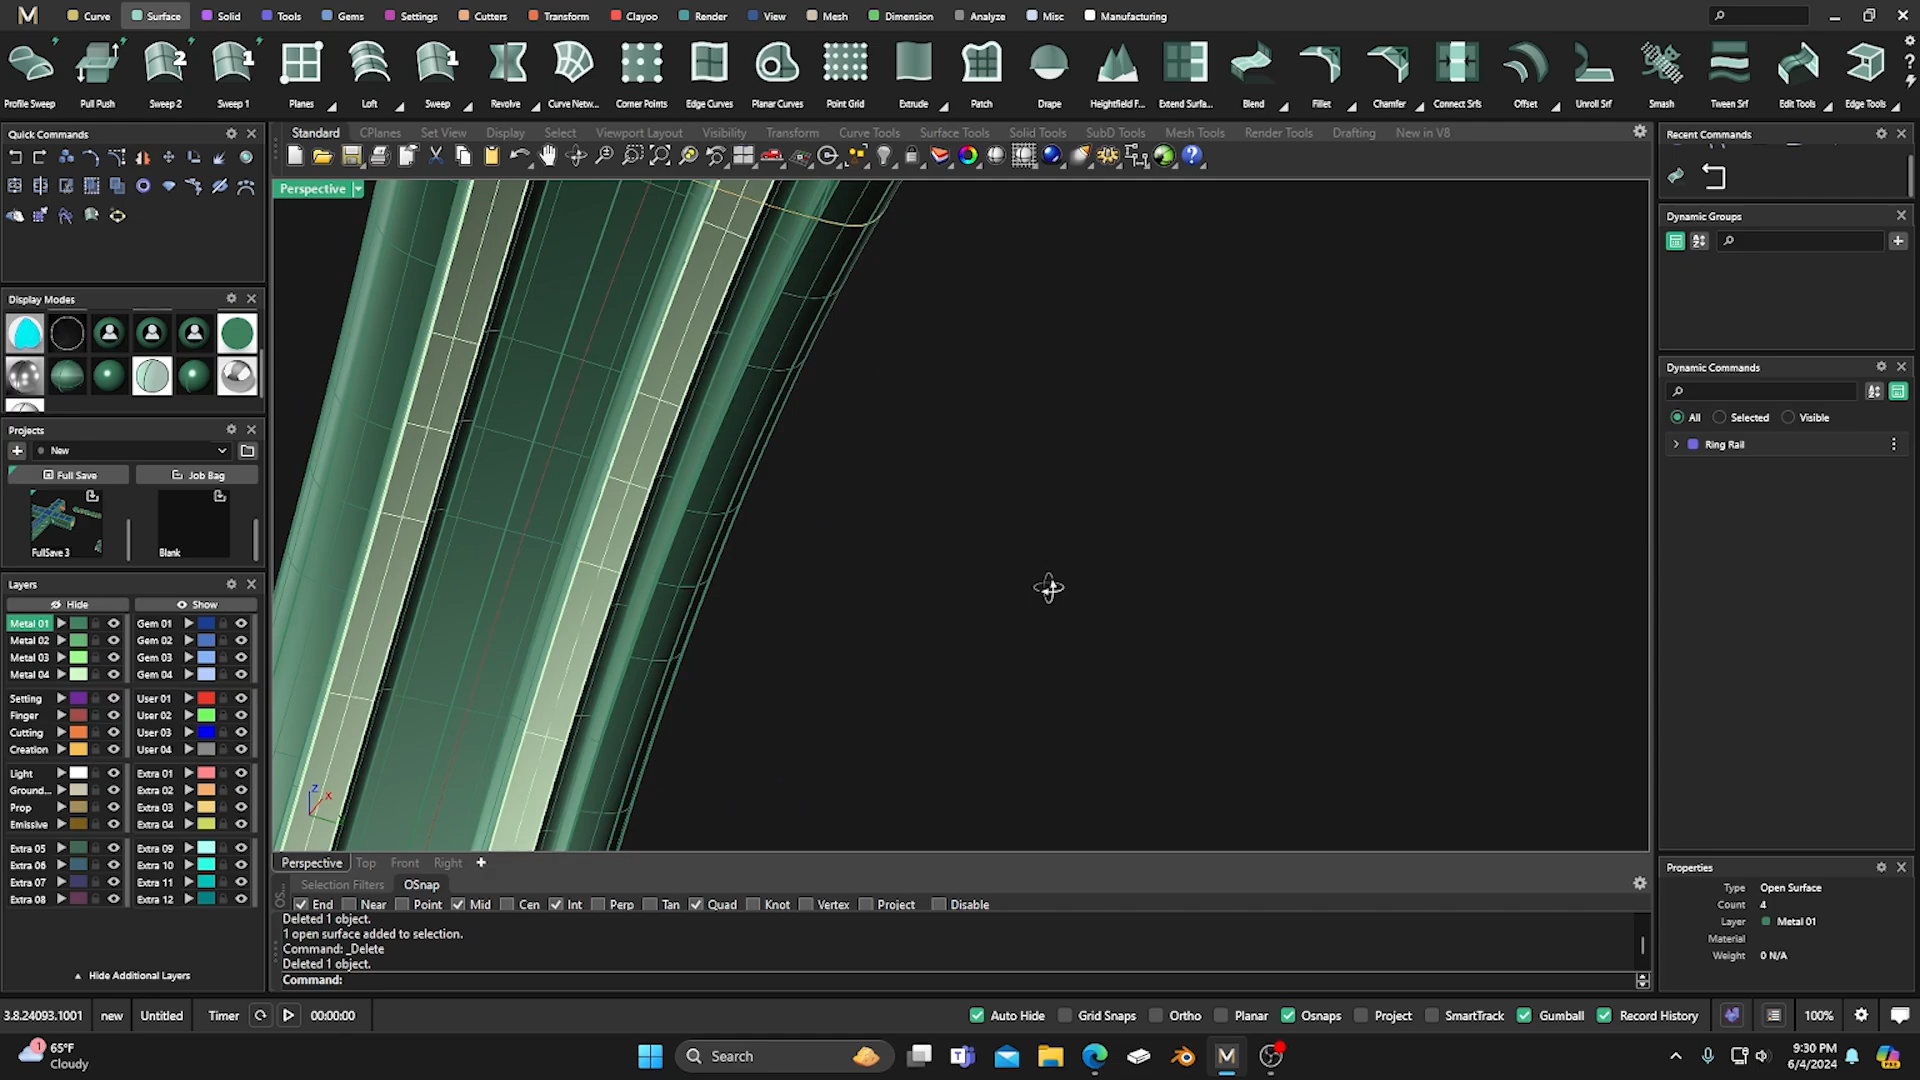 Curve Surface Solid Tools Gems Settings Cutters Transform Clayoo Render View Mesh Dimension Analyze Misc Manufacturing
Profile Sweep Pull Push Sweep 2 Sweep 1 Planes Loft Sweep Revolve Curve Netw... Corner Points Edge Curves Planar Curves Point Grid Extrude Patch Drape Heightfield F... Extend Surfa... Blend Fillet Chamfer Connect Srfs Offset Unroll Srf Smash Tween Srf Edit Tools Edge Tools
Quick Commands
Standard CPlanes Set View Display Select Viewport Layout Visibility Transform Curve Tools Surface Tools Solid Tools SubD Tools Mesh Tools Render Tools Drafting New in V8
Recent Commands
Perspective
Dynamic Groups
Display Modes
Dynamic Commands
All Selected Visible
Ring Rail
Projects
New
Full Save Job Bag
FullSave 3 Blank
Layers
Hide Show
Metal 01 Gem 01
Metal 02 Gem 02
Metal 03 Gem 03
Metal 04 Gem 04
Setting User 01
Finger User 02
Cutting User 03
Creation User 04
Light Extra 01
Ground... Extra 02
Prop Extra 03
Emissive Extra 04
Extra 05 Extra 09
Extra 06 Extra 10
Extra 07 Extra 11
Extra 08 Extra 12
Hide Additional Layers
z x
Perspective Top Front Right
Selection Filters OSnap
End Near Point Mid Cen Int Perp Tan Quad Knot Vertex Project Disable
Deleted 1 object.
1 open surface added to selection.
Command: _Delete
Deleted 1 object.
Command:
Properties
Type Open Surface
Count 4
Layer Metal 01
Material
Weight 0 N/A
3.8.24093.1001 new Untitled Timer 00:00:00 Auto Hide Grid Snaps Ortho Planar Osnaps Project SmartTrack Gumball Record History 100%
65°F
Cloudy
Search
9:30 PM
6/4/2024